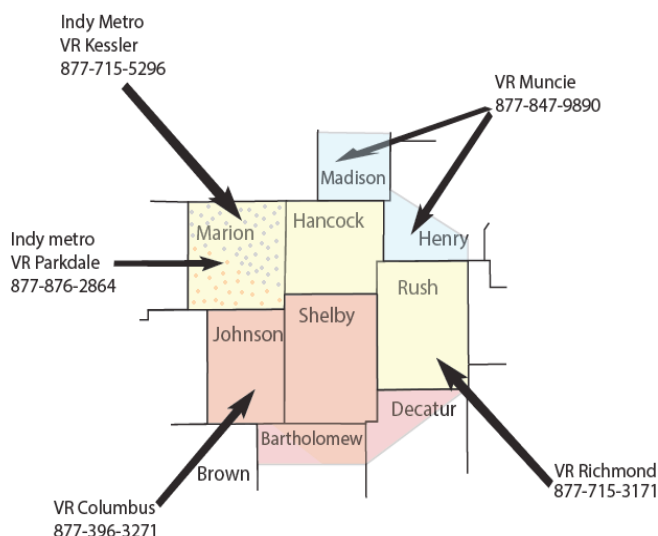 Indy Metro
VR Kessler
877-715-5296
VR Muncie
877-847-9890
Madison
Marion
Hancock
Henry
Indy metro
VR Parkdale
877-876-2864
Rush
Shelby
Johnson
Decatur
Bartholomew
Brown
VR Richmond
877-715-3171
VR Columbus
877-396-3271